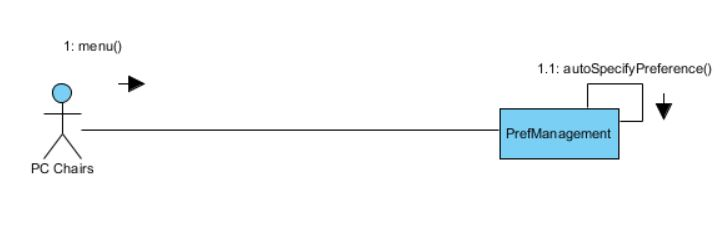 1: menu()
1.1: autoSpecifyPreference()
PrefManagement
PC Chairs